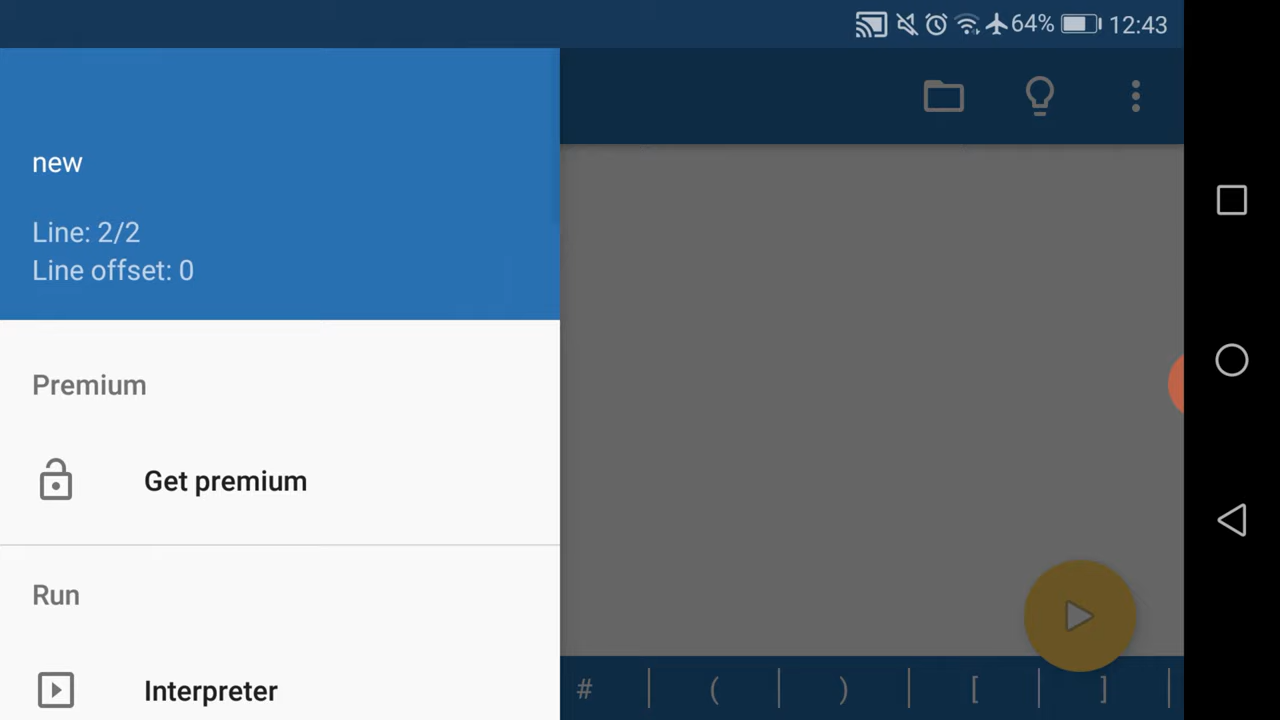 64% 12:43
new
Line: 2/2
Line offset: 0
Premium
Get premium
Run
Interpreter
# ( ) [ ]